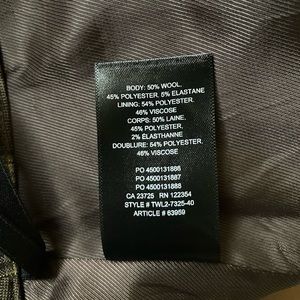 BODY: 50% WOOL.
45% POLYESTER. 5% ELASTANE
LINING: 54% POLYESTER.
46% VISCOSE
CORPS: 50% LAINE.
45% POLYESTER.
2% ÉLASTHANNE
DOUBLURE: 54% POLYESTER.
46% VISCOSE
PO 4500131886
PO 4500131887
PO 4500131888
CA 23725 RN 122354
STYLE # TWL2-7325-40
ARTICLE # 63959